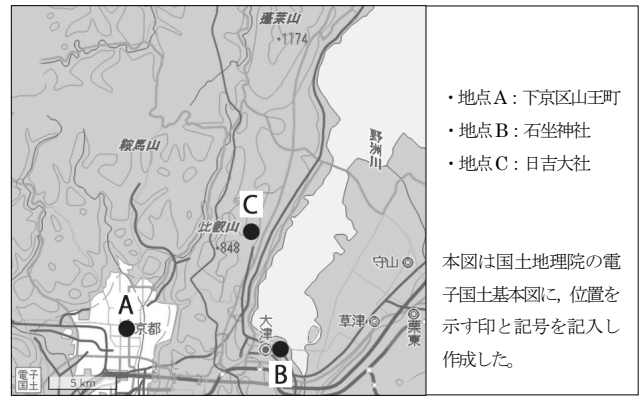 蓬莱山
・1174
鞍馬山
琵琶湖
C
比叡山
・848
守山
A
京都
大津
草津
栗東
B
電子
国土
5 km
・地点A：下京区山王町
・地点B：石坐神社
・地点C：日吉大社
本図は国土地理院の電
子国土基本図に，位置を
示す印と記号を記入し
作成した。